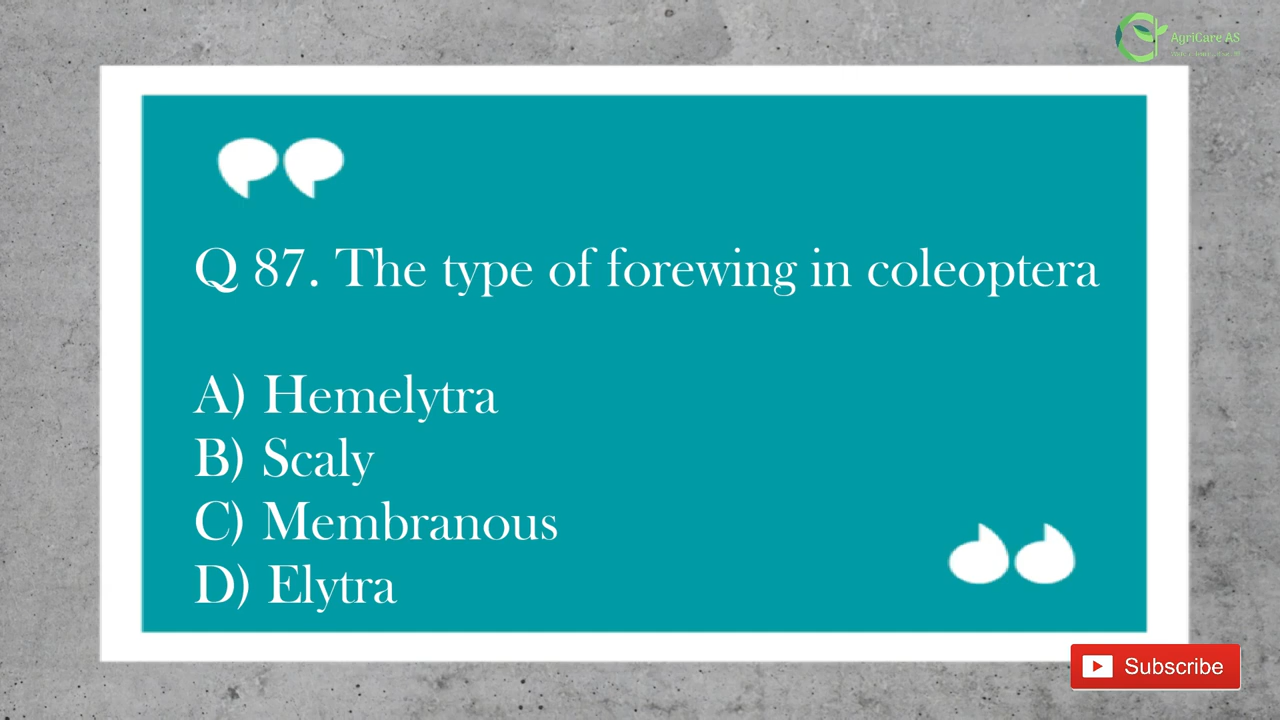 AgriCare AS
Q 87. The type of forewing in coleoptera
A) Hemelytra
B) Scaly
C) Membranous
D) Elytra
Subscribe